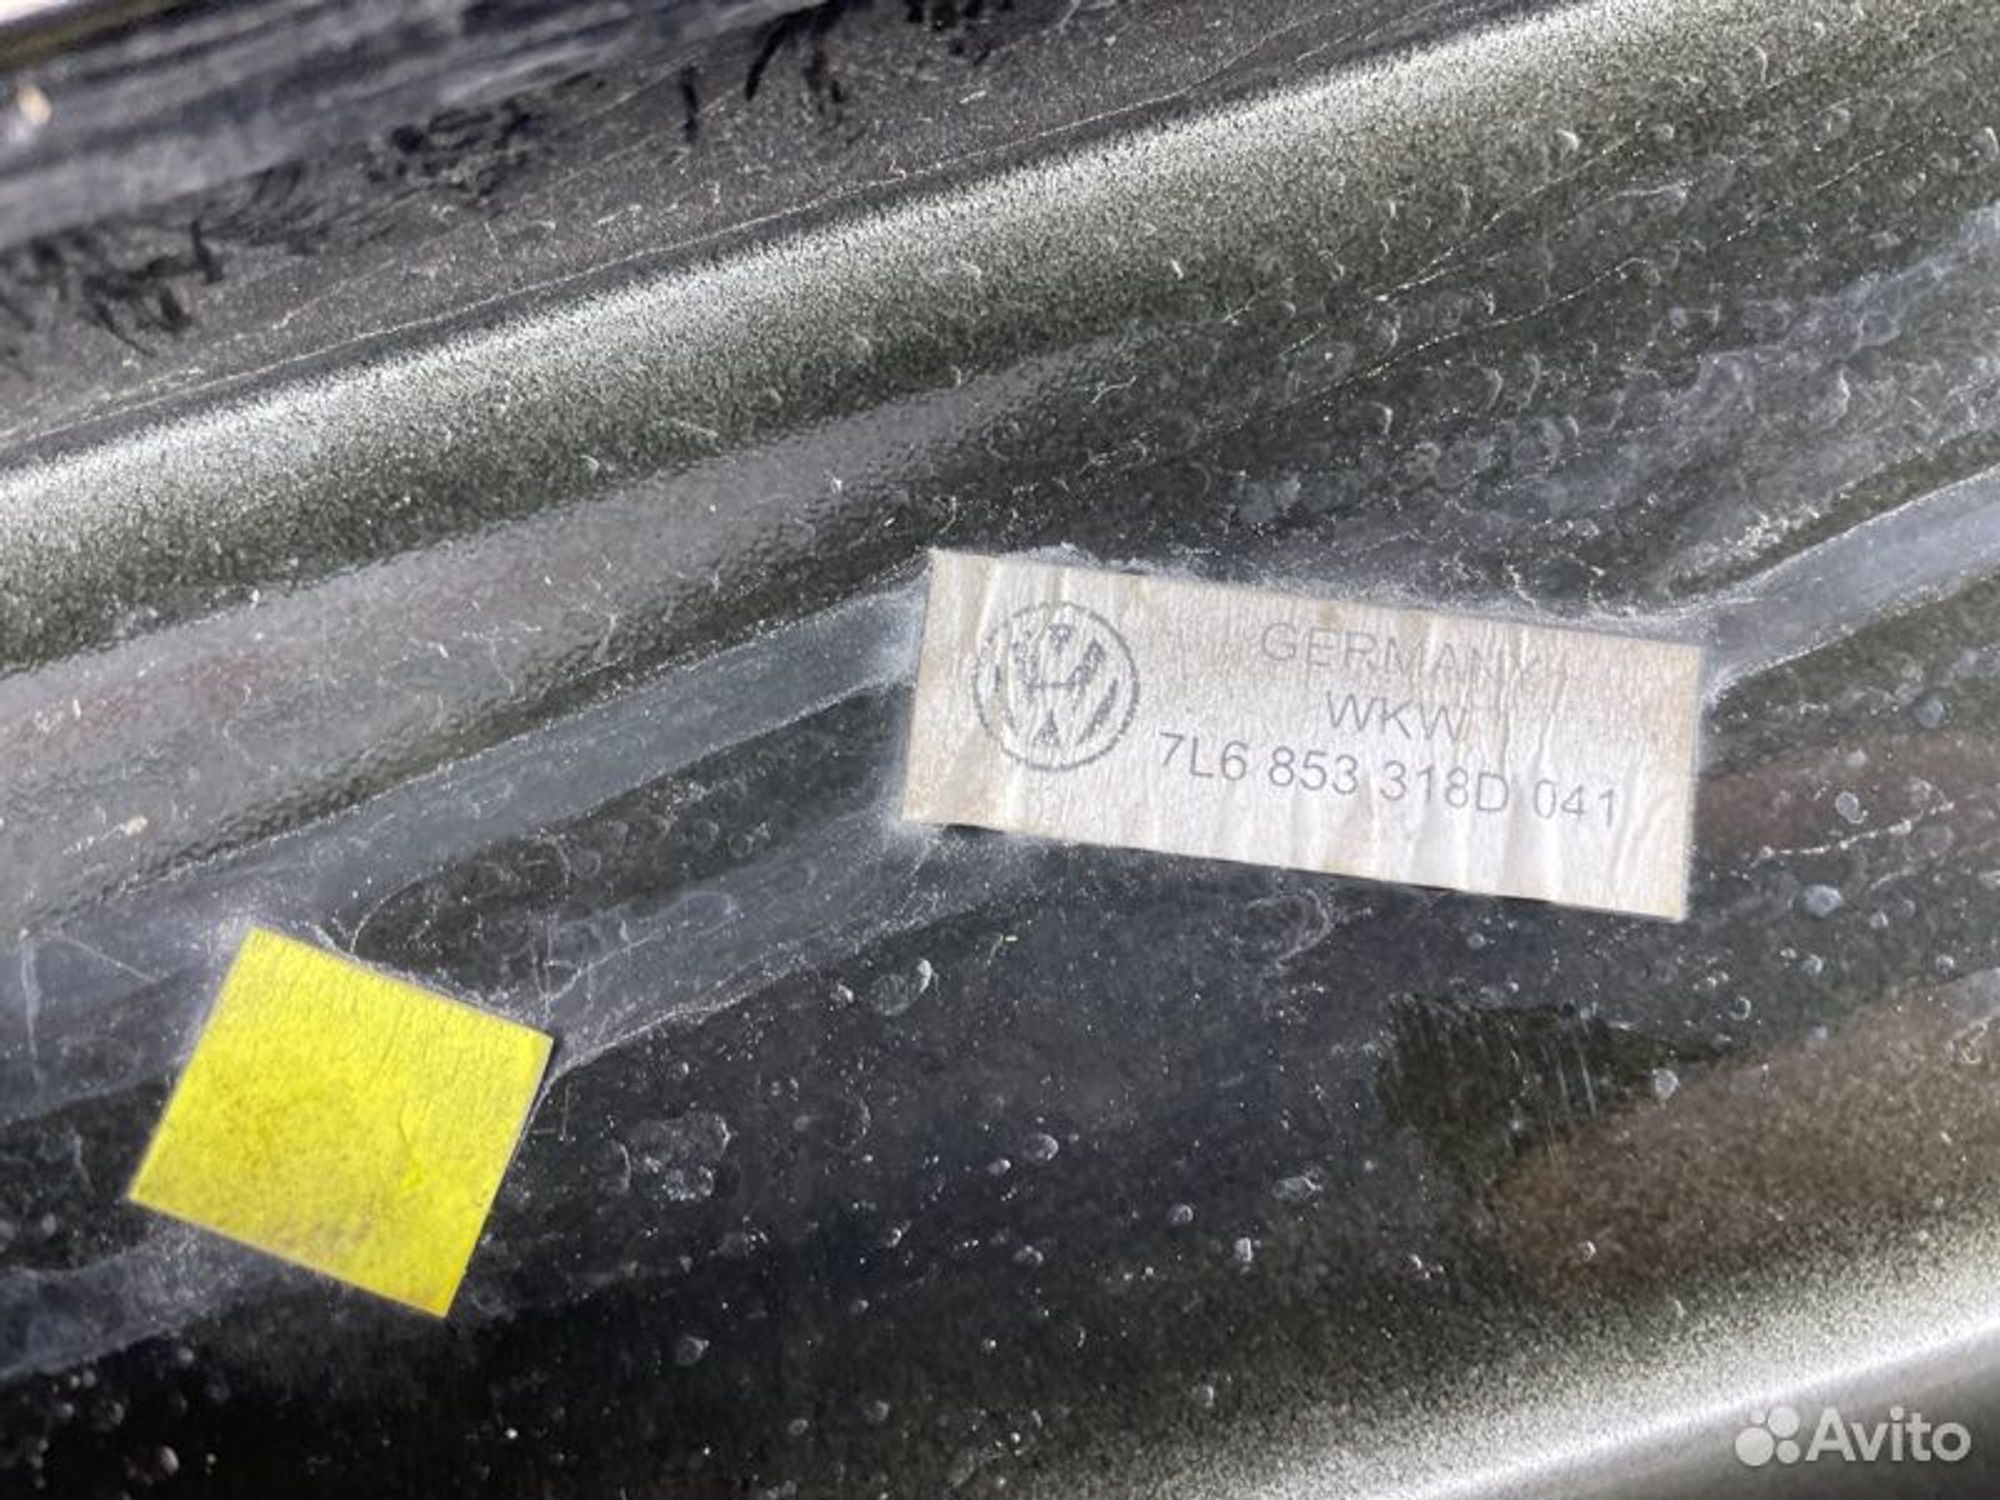 GERMANY
WKW
7L6 853 318D 041
Avito